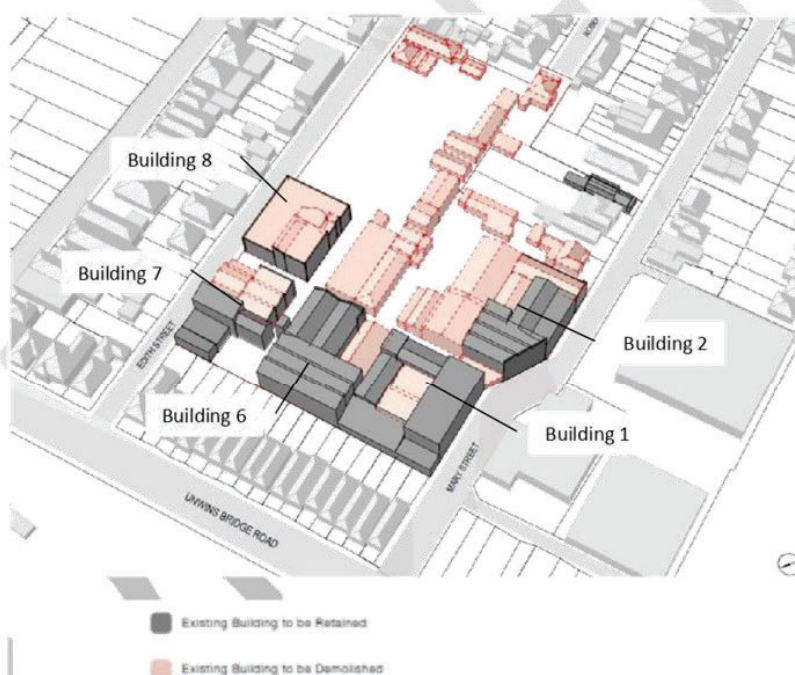 Building 8
Building 7
EDITH STREET
Building 2
Building 6
Building 1
MARY STREET
UNWINS BRIDGE ROAD
Existing Building to be Retained
Existing Building to be Demolished